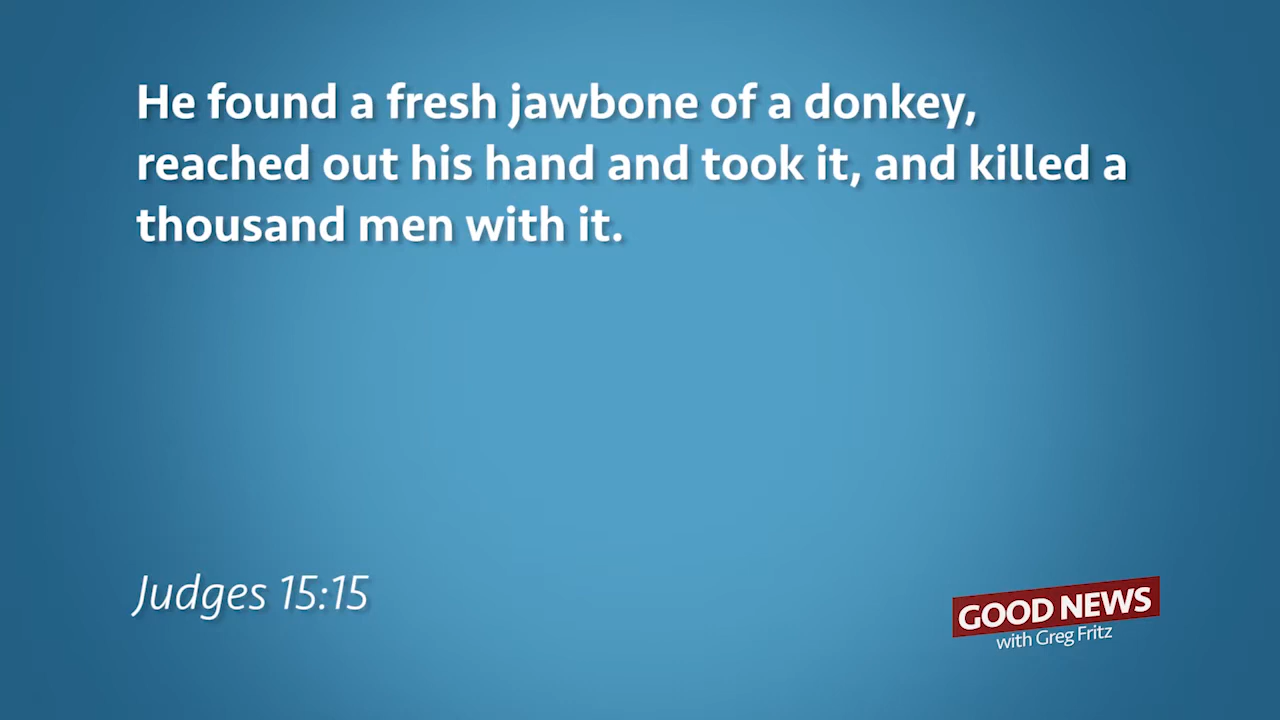 He found a fresh jawbone of a donkey,
reached out his hand and took it, and killed a
thousand men with it.
Judges 15:15
GOOD NEWS
with Greg Fritz